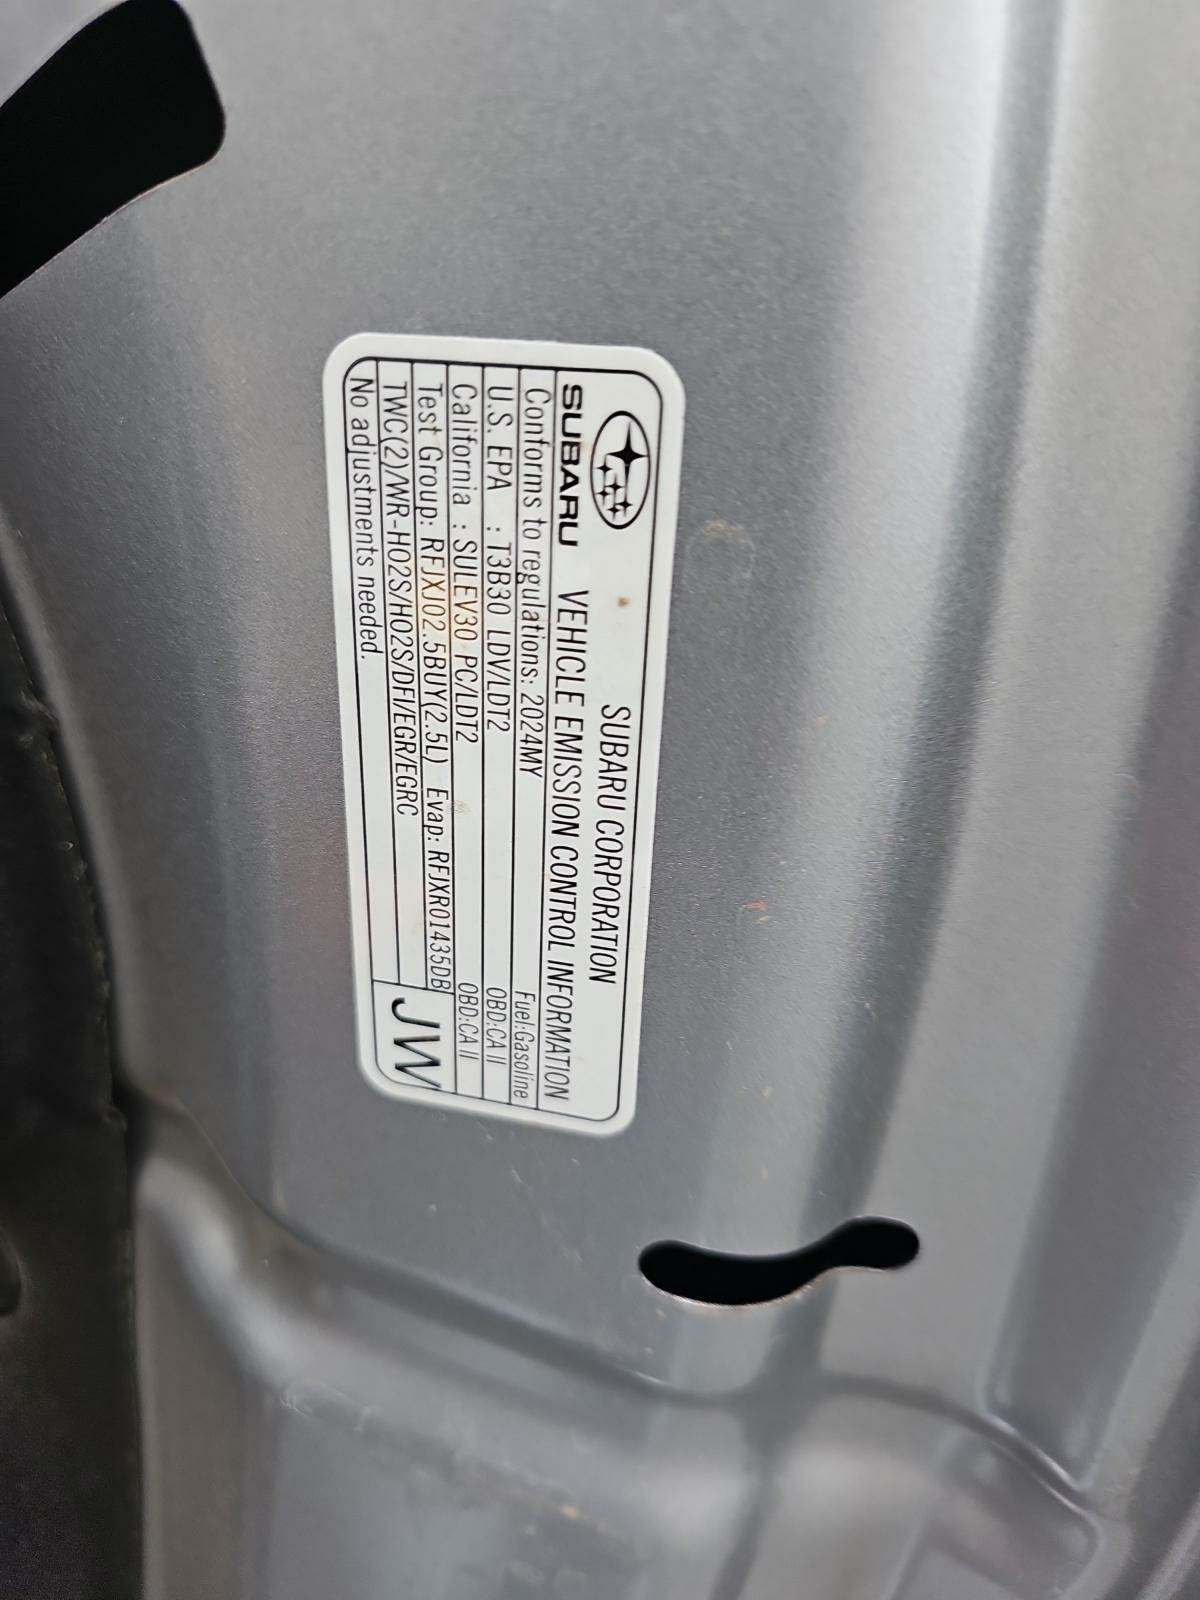 SUBARU CORPORATION
SUBARU VEHICLE EMISSION CONTROL INFORMATION
Conforms to regulations: 2024MY Fuel:Gasoline
U.S. EPA : T3B30 LDV/LDT2 OBD:CA II
California : SULEV30 PC/LDT2 OBD:CA II
Test Group: RFJXJ02.5BUY(2.5L) Evap: RFJXR01435DB
TWC(2)/WR-HO2S/HO2S/DFI/EGR/EGRC
No adjustments needed.
JW